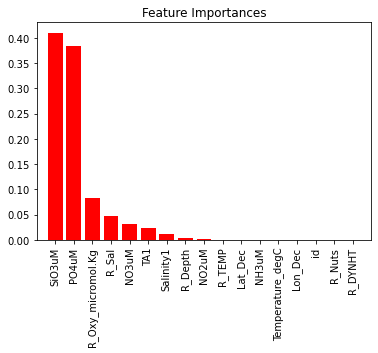 Feature Importances
0.40
0.35
0.30
0.25
0.20
0.15
0.10
0.05
0.00
SiO3uM
PO4uM
R_Oxy_micromol.Kg
R_Sal
NO3uM
TA1
Salinity1
R_Depth
NO2uM
R_TEMP
Lat_Dec
NH3uM
Temperature_degC
Lon_Dec
id
R_Nuts
R_DYNHT